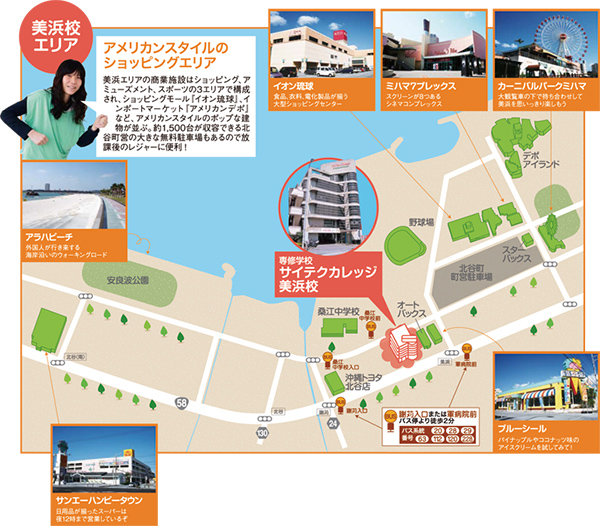 美浜校
エリア
アメリカンスタイルの
ショッピングエリア
美浜エリアの商業施設はショッピング、ア
ミューズメント、スポーツの3エリアで構成
され、ショッピングモール「イオン琉球」、イ
ンポートマーケット「アメリカンデポ」
など、アメリカンスタイルのポップな建
物が並ぶ。約1,500台が収容できる北
谷町営の大きな無料駐車場もあるので放
課後のレジャーに便利!
イオン琉球
食品、衣料、電化製品が揃う
大型ショッピングセンター
ミハマ7プレックス
スクリーンが8つある
シネマコンプレックス
カーニバルパークミハマ
大観覧車の下で待ち合わせして
美浜を思いっきり楽しもう
アラハビーチ
外国人が行き来する
海岸沿いのウォーキングロード
安良波公園
専修学校
サイテクカレッジ
美浜校
野球場
デポ
アイランド
スター
バックス
北谷町
町営駐車場
オート
バックス
桑江中学校
桑江
中学校前
BUS
桑江
中学校入口
沖縄トヨタ
北谷店
BUS
謝苅入口
BUS
軍病院前
美浜
北谷(南)
北谷
謝苅
58
130
24
BUS
謝苅入口または軍病院前
バス停より徒歩2分
バス系統
番号
20 28 29
63 112 120 228
ブルーシール
パイナップルやココナッツ味の
アイスクリームを試してみて!
サンエーハンビータウン
日用品が揃ったスーパーは
夜12時まで営業しているぞ